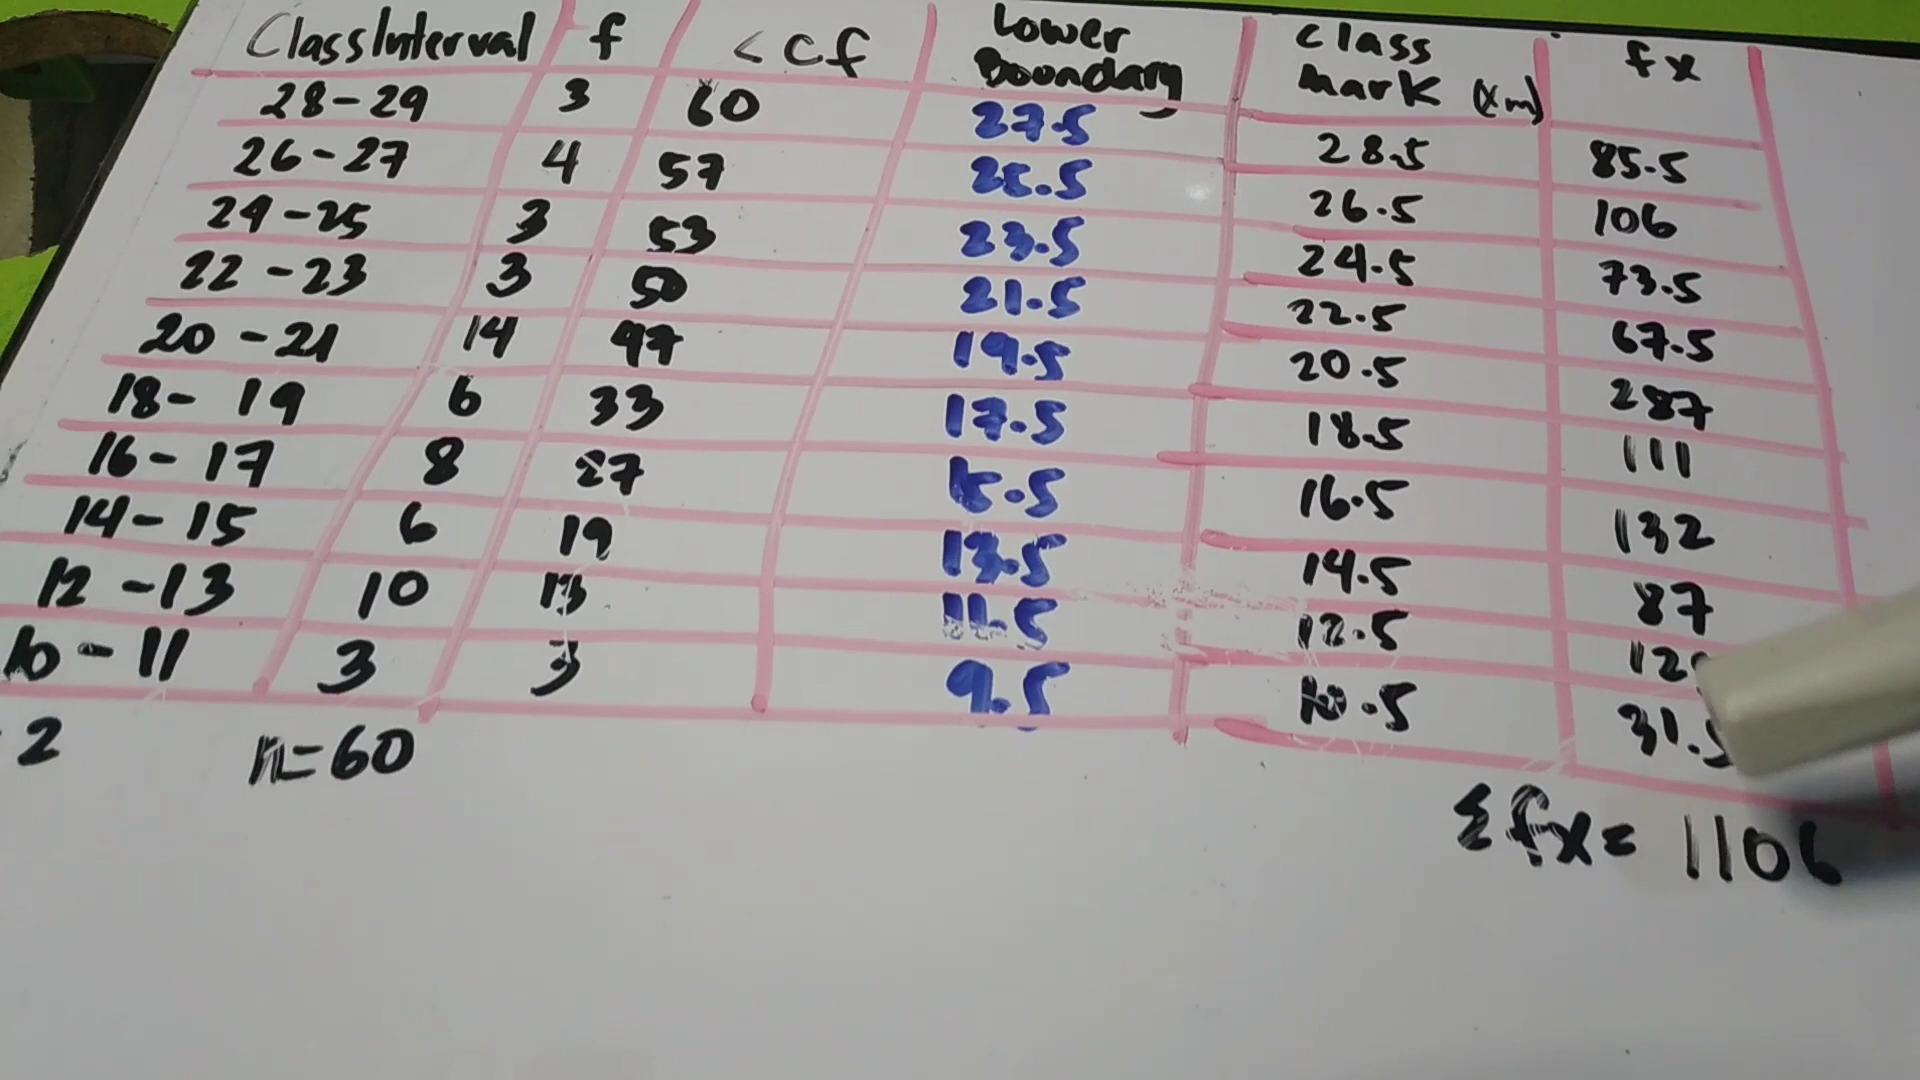 Class Interval f <cf Lower Boundary Class Mark (Xm) fx
28-29 3 60 27.5 28.5 85.5
26-27 4 57 25.5 26.5 106
24-25 3 53 23.5 24.5 73.5
22-23 3 50 21.5 22.5 67.5
20-21 14 47 19.5 20.5 287
18-19 6 33 17.5 18.5 111
16-17 8 27 15.5 16.5 132
14-15 6 19 13.5 14.5 87
12-13 10 13 11.5 12.5
10-11 3 3 9.5 10.5 31.5
2 n=60
Σfx= 1106